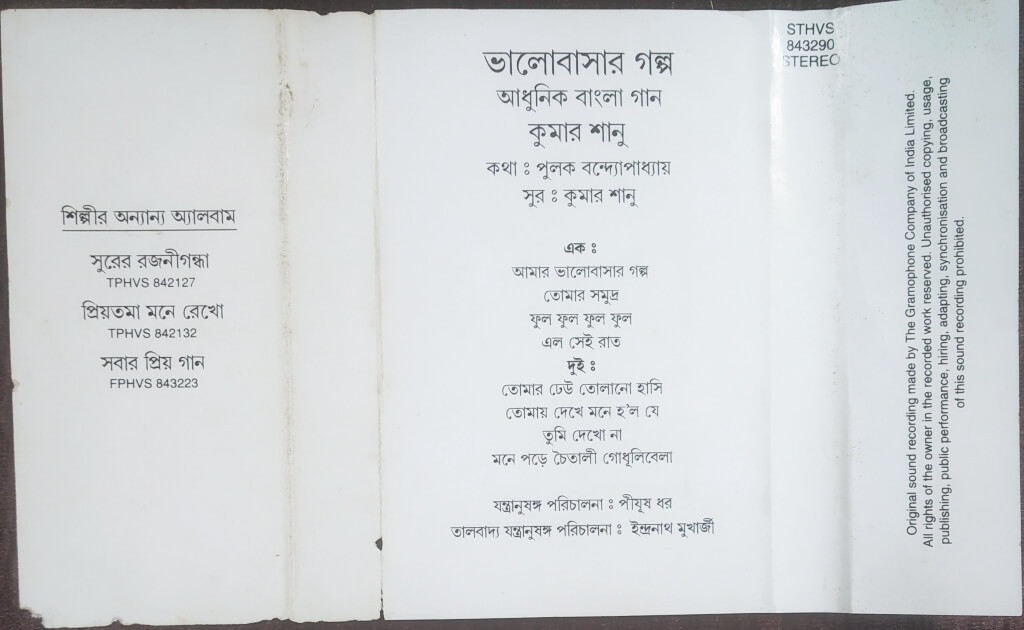 শিল্পীর অন্যান্য অ্যালবাম
সুরের রজনীগন্ধা
TPHVS 842127
প্রিয়তমা মনে রেখো
TPHVS 842132
সবার প্রিয় গান
FPHVS 843223
ভালোবাসার গল্প
আধুনিক বাংলা গান
কুমার শানু
কথা : পুলক বন্দ্যোপাধ্যায়
সুর : কুমার শানু
এক :
আমার ভালোবাসার গল্প
তোমার সমুদ্র
ফুল ফুল ফুল ফুল
এল সেই রাত
দুই :
তোমার ঢেউ তোলানো হাসি
তোমায় দেখে মনে হ'ল যে
তুমি দেখো না
মনে পড়ে চৈতালী গোধূলিবেলা
যন্ত্রানুষঙ্গ পরিচালনা : পীযূষ ধর
তালবাদ্য যন্ত্রানুষঙ্গ পরিচালনা : ইন্দ্রনাথ মুখার্জী
STHVS
843290
STEREO
Original sound recording made by The Gramophone Company of India Limited.
All rights of the owner in the recorded work reserved. Unauthorised copying, usage,
publishing, public performance, hiring, adapting, synchronisation and broadcasting
of this sound recording prohibited.